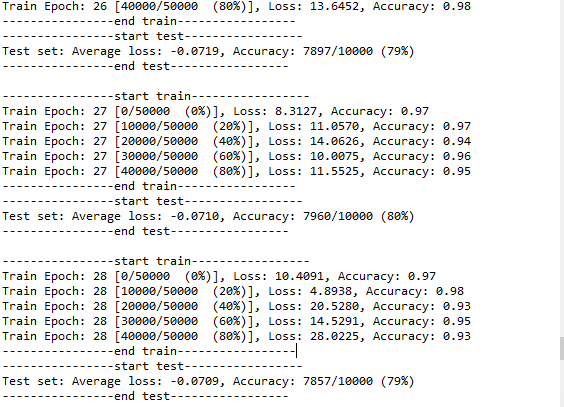 Train Epoch: 26 [40000/50000  (80%)], Loss: 13.6452, Accuracy: 0.98
---------------end train----------------
---------------start test----------------
Test set: Average loss: -0.0719, Accuracy: 7897/10000 (79%)
---------------end test----------------
---------------start train----------------
Train Epoch: 27 [0/50000  (0%)], Loss: 8.3127, Accuracy: 0.97
Train Epoch: 27 [10000/50000  (20%)], Loss: 11.0570, Accuracy: 0.97
Train Epoch: 27 [20000/50000  (40%)], Loss: 14.0626, Accuracy: 0.94
Train Epoch: 27 [30000/50000  (60%)], Loss: 10.0075, Accuracy: 0.96
Train Epoch: 27 [40000/50000  (80%)], Loss: 11.5525, Accuracy: 0.95
---------------end train----------------
---------------start test----------------
Test set: Average loss: -0.0710, Accuracy: 7960/10000 (80%)
---------------end test----------------
---------------start train----------------
Train Epoch: 28 [0/50000  (0%)], Loss: 10.4091, Accuracy: 0.97
Train Epoch: 28 [10000/50000  (20%)], Loss: 4.8938, Accuracy: 0.98
Train Epoch: 28 [20000/50000  (40%)], Loss: 20.5280, Accuracy: 0.93
Train Epoch: 28 [30000/50000  (60%)], Loss: 14.5291, Accuracy: 0.95
Train Epoch: 28 [40000/50000  (80%)], Loss: 28.0225, Accuracy: 0.93
---------------end train----------------
---------------start test----------------
Test set: Average loss: -0.0709, Accuracy: 7857/10000 (79%)
---------------end test----------------